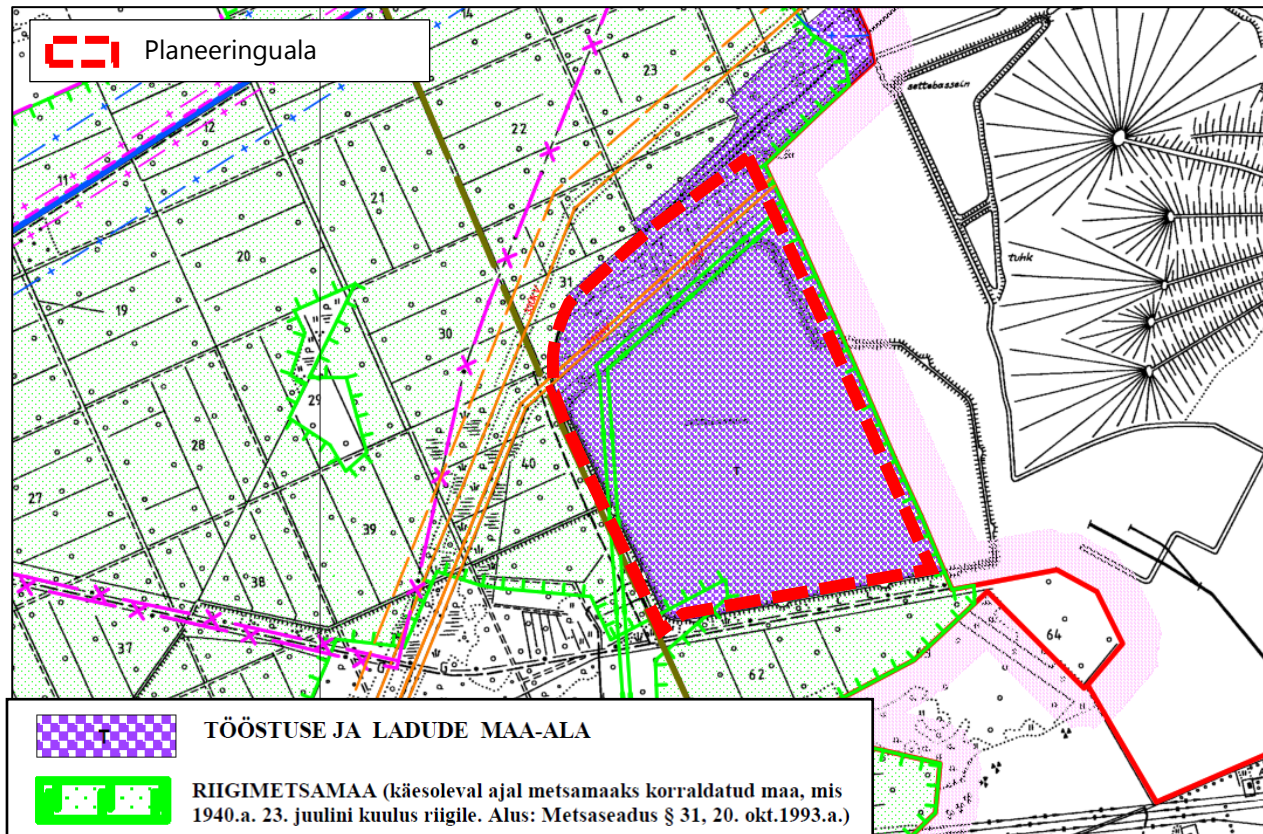 Planeeringuala
14
23
settebassein
12
22
11
21
tuhk
20
31
19
30
29
28
40
27
39
T
38
37
64
G
G
62
T
TÖÖSTUSE JA LADUDE MAA-ALA
RIIGIMETSAMAA (käesoleval ajal metsamaaks korraldatud maa, mis
1940.a. 23. juulini kuulus riigile. Alus: Metsaseadus § 31, 20. okt.1993.a.)